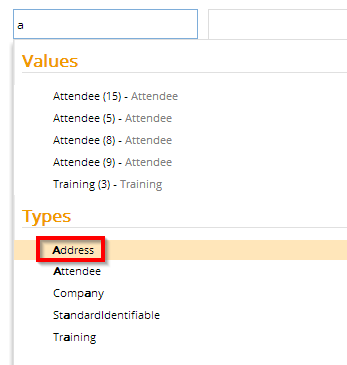 a
Values
Attendee (15) - Attendee
Attendee (5) - Attendee
Attendee (8) - Attendee
Attendee (9) - Attendee
Training (3) - Training
Types
Address
Attendee
Company
StandardIdentifiable
Training